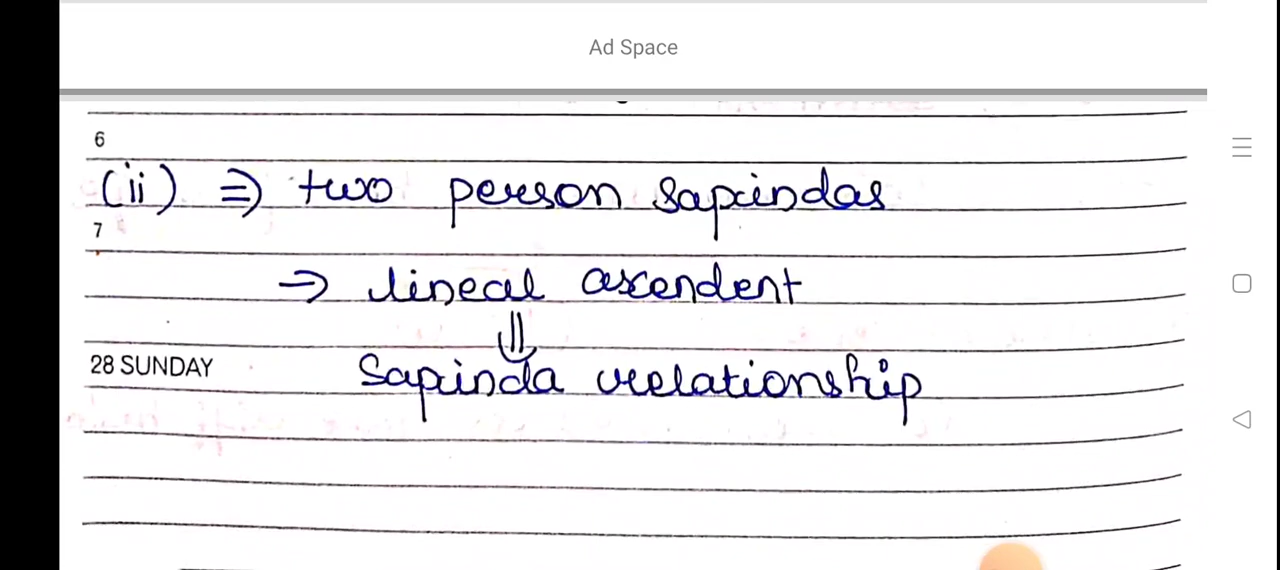 Ad Space
6
(ii) ⇒ two person sapindas
7
→ lineal ascendent
⇓
28 SUNDAY Sapinda relationship